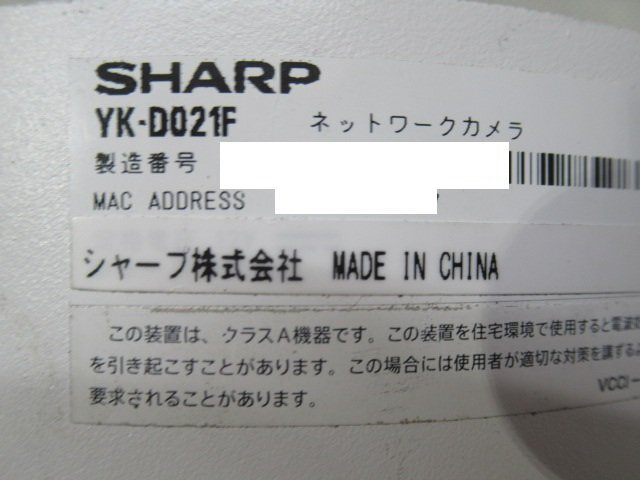 SHARP
YK-D021F ネットワークカメラ
製造番号
MAC ADDRESS
シャープ株式会社 MADE IN CHINA
この装置は、クラスA機器です。この装置を住宅環境で使用すると電波
を引き起こすことがあります。この場合には使用者が適切な対策を講ずるよ
要求されることがあります。
VCCI-